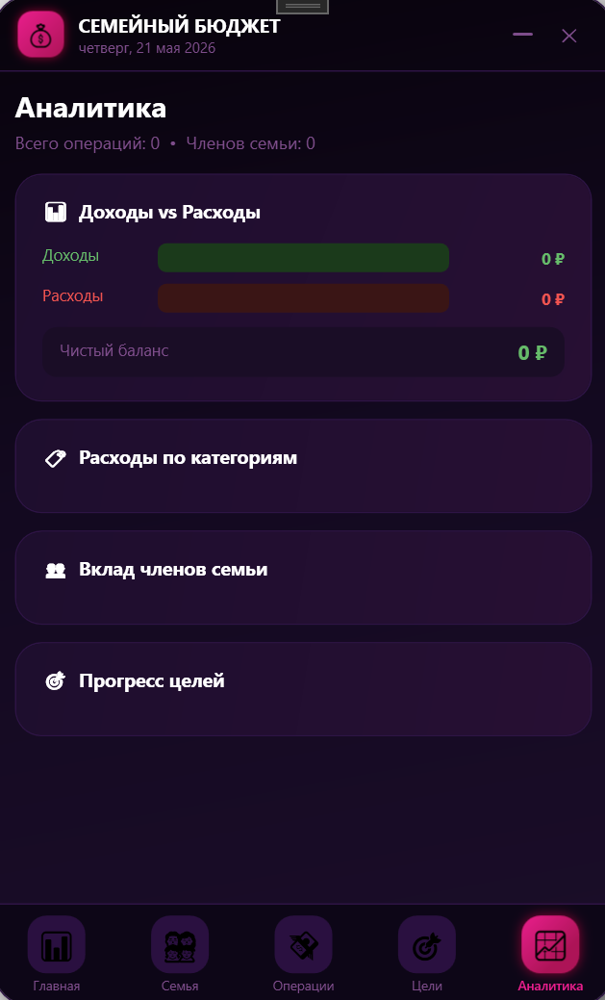 СЕМЕЙНЫЙ БЮДЖЕТ
четверг, 21 мая 2026
Аналитика
Всего операций: 0 • Членов семьи: 0
Доходы vs Расходы
Доходы 0 ₽
Расходы 0 ₽
Чистый баланс 0 ₽
Расходы по категориям
Вклад членов семьи
Прогресс целей
Главная Семья Операции Цели Аналитика